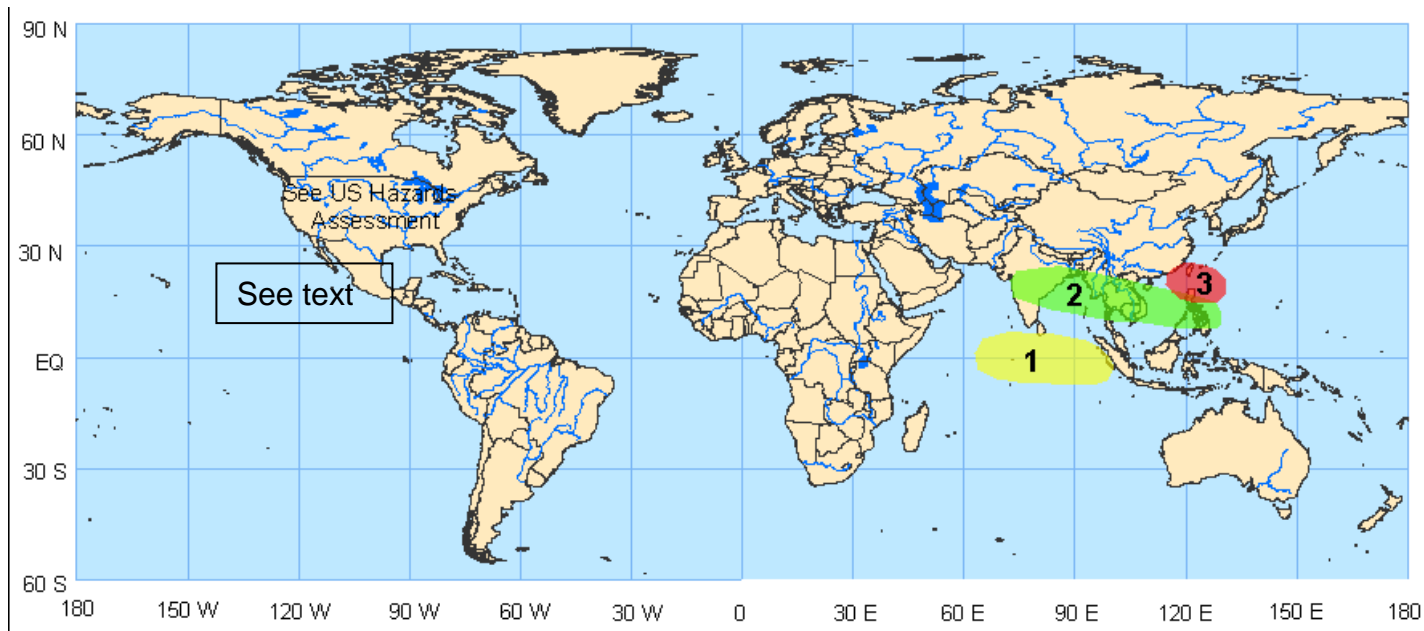 90 N
60 N
See US Hazards
Assessment
30 N
See text
3
2
EQ
1
30 S
60 S
180 150 W 120 W 90 W 60 W 30 W 0 30 E 60 E 90 E 120 E 150 E 180